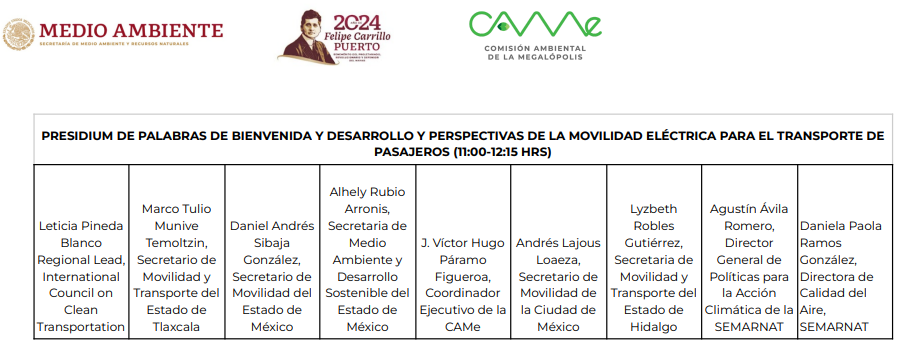 MEDIO AMBIENTE
SECRETARÍA DE MEDIO AMBIENTE Y RECURSOS NATURALES
2024
Felipe Carrillo
PUERTO
CAMe
COMISIÓN AMBIENTAL
DE LA MEGALÓPOLIS
PRESIDIUM DE PALABRAS DE BIENVENIDA Y DESARROLLO Y PERSPECTIVAS DE LA MOVILIDAD ELÉCTRICA PARA EL TRANSPORTE DE
PASAJEROS (11:00-12:15 HRS)
Leticia Pineda
Blanco
Regional Lead,
International
Council on
Clean
Transportation
Marco Tulio
Munive
Temoltzin,
Secretario de
Movilidad y
Transporte del
Estado de
Tlaxcala
Daniel Andrés
Sibaja
González,
Secretario de
Movilidad del
Estado de
México
Alhely Rubio
Arronis,
Secretaria de
Medio
Ambiente y
Desarrollo
Sostenible del
Estado de
México
J. Víctor Hugo
Páramo
Figueroa,
Coordinador
Ejecutivo de la
CAMe
Andrés Lajous
Loaeza,
Secretario de
Movilidad de
la Ciudad de
México
Lyzbeth
Robles
Gutiérrez,
Secretaria de
Movilidad y
Transporte del
Estado de
Hidalgo
Agustín Ávila
Romero,
Director
General de
Políticas para
la Acción
Climática de la
SEMARNAT
Daniela Paola
Ramos
González,
Directora de
Calidad del
Aire,
SEMARNAT